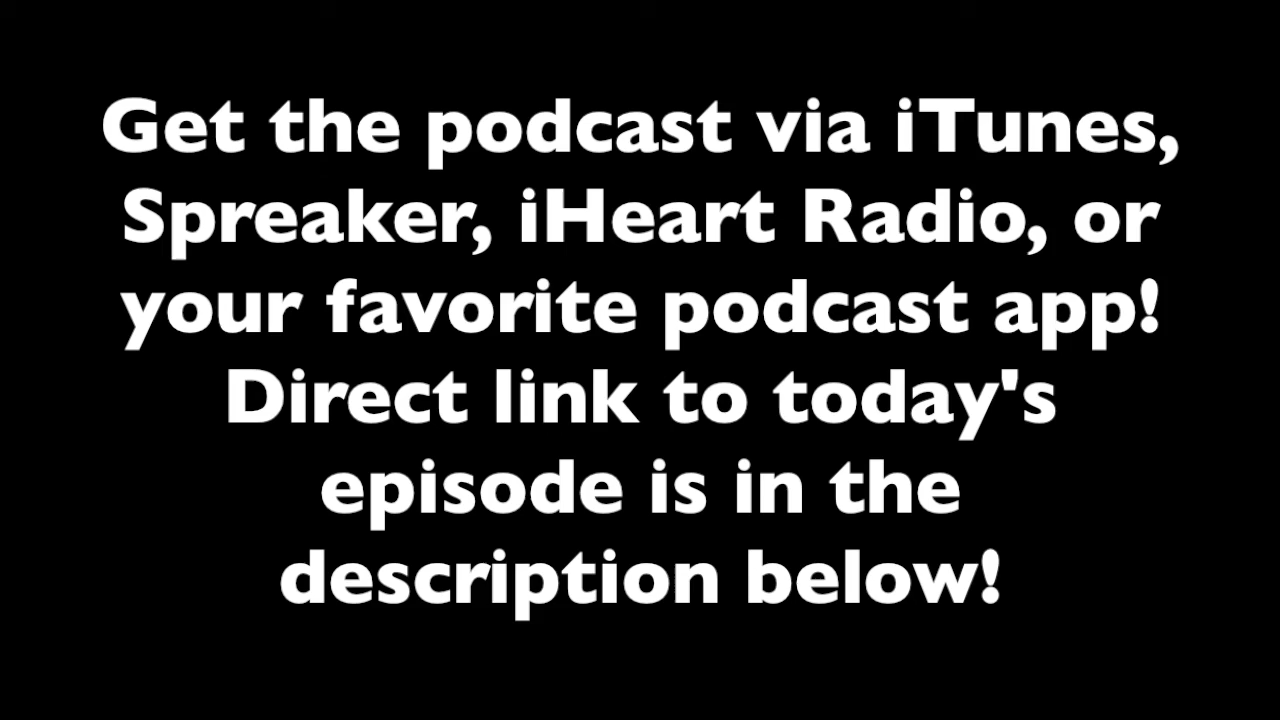 Get the podcast via iTunes,
Spreaker, iHeart Radio, or
your favorite podcast app!
Direct link to today's
episode is in the
description below!